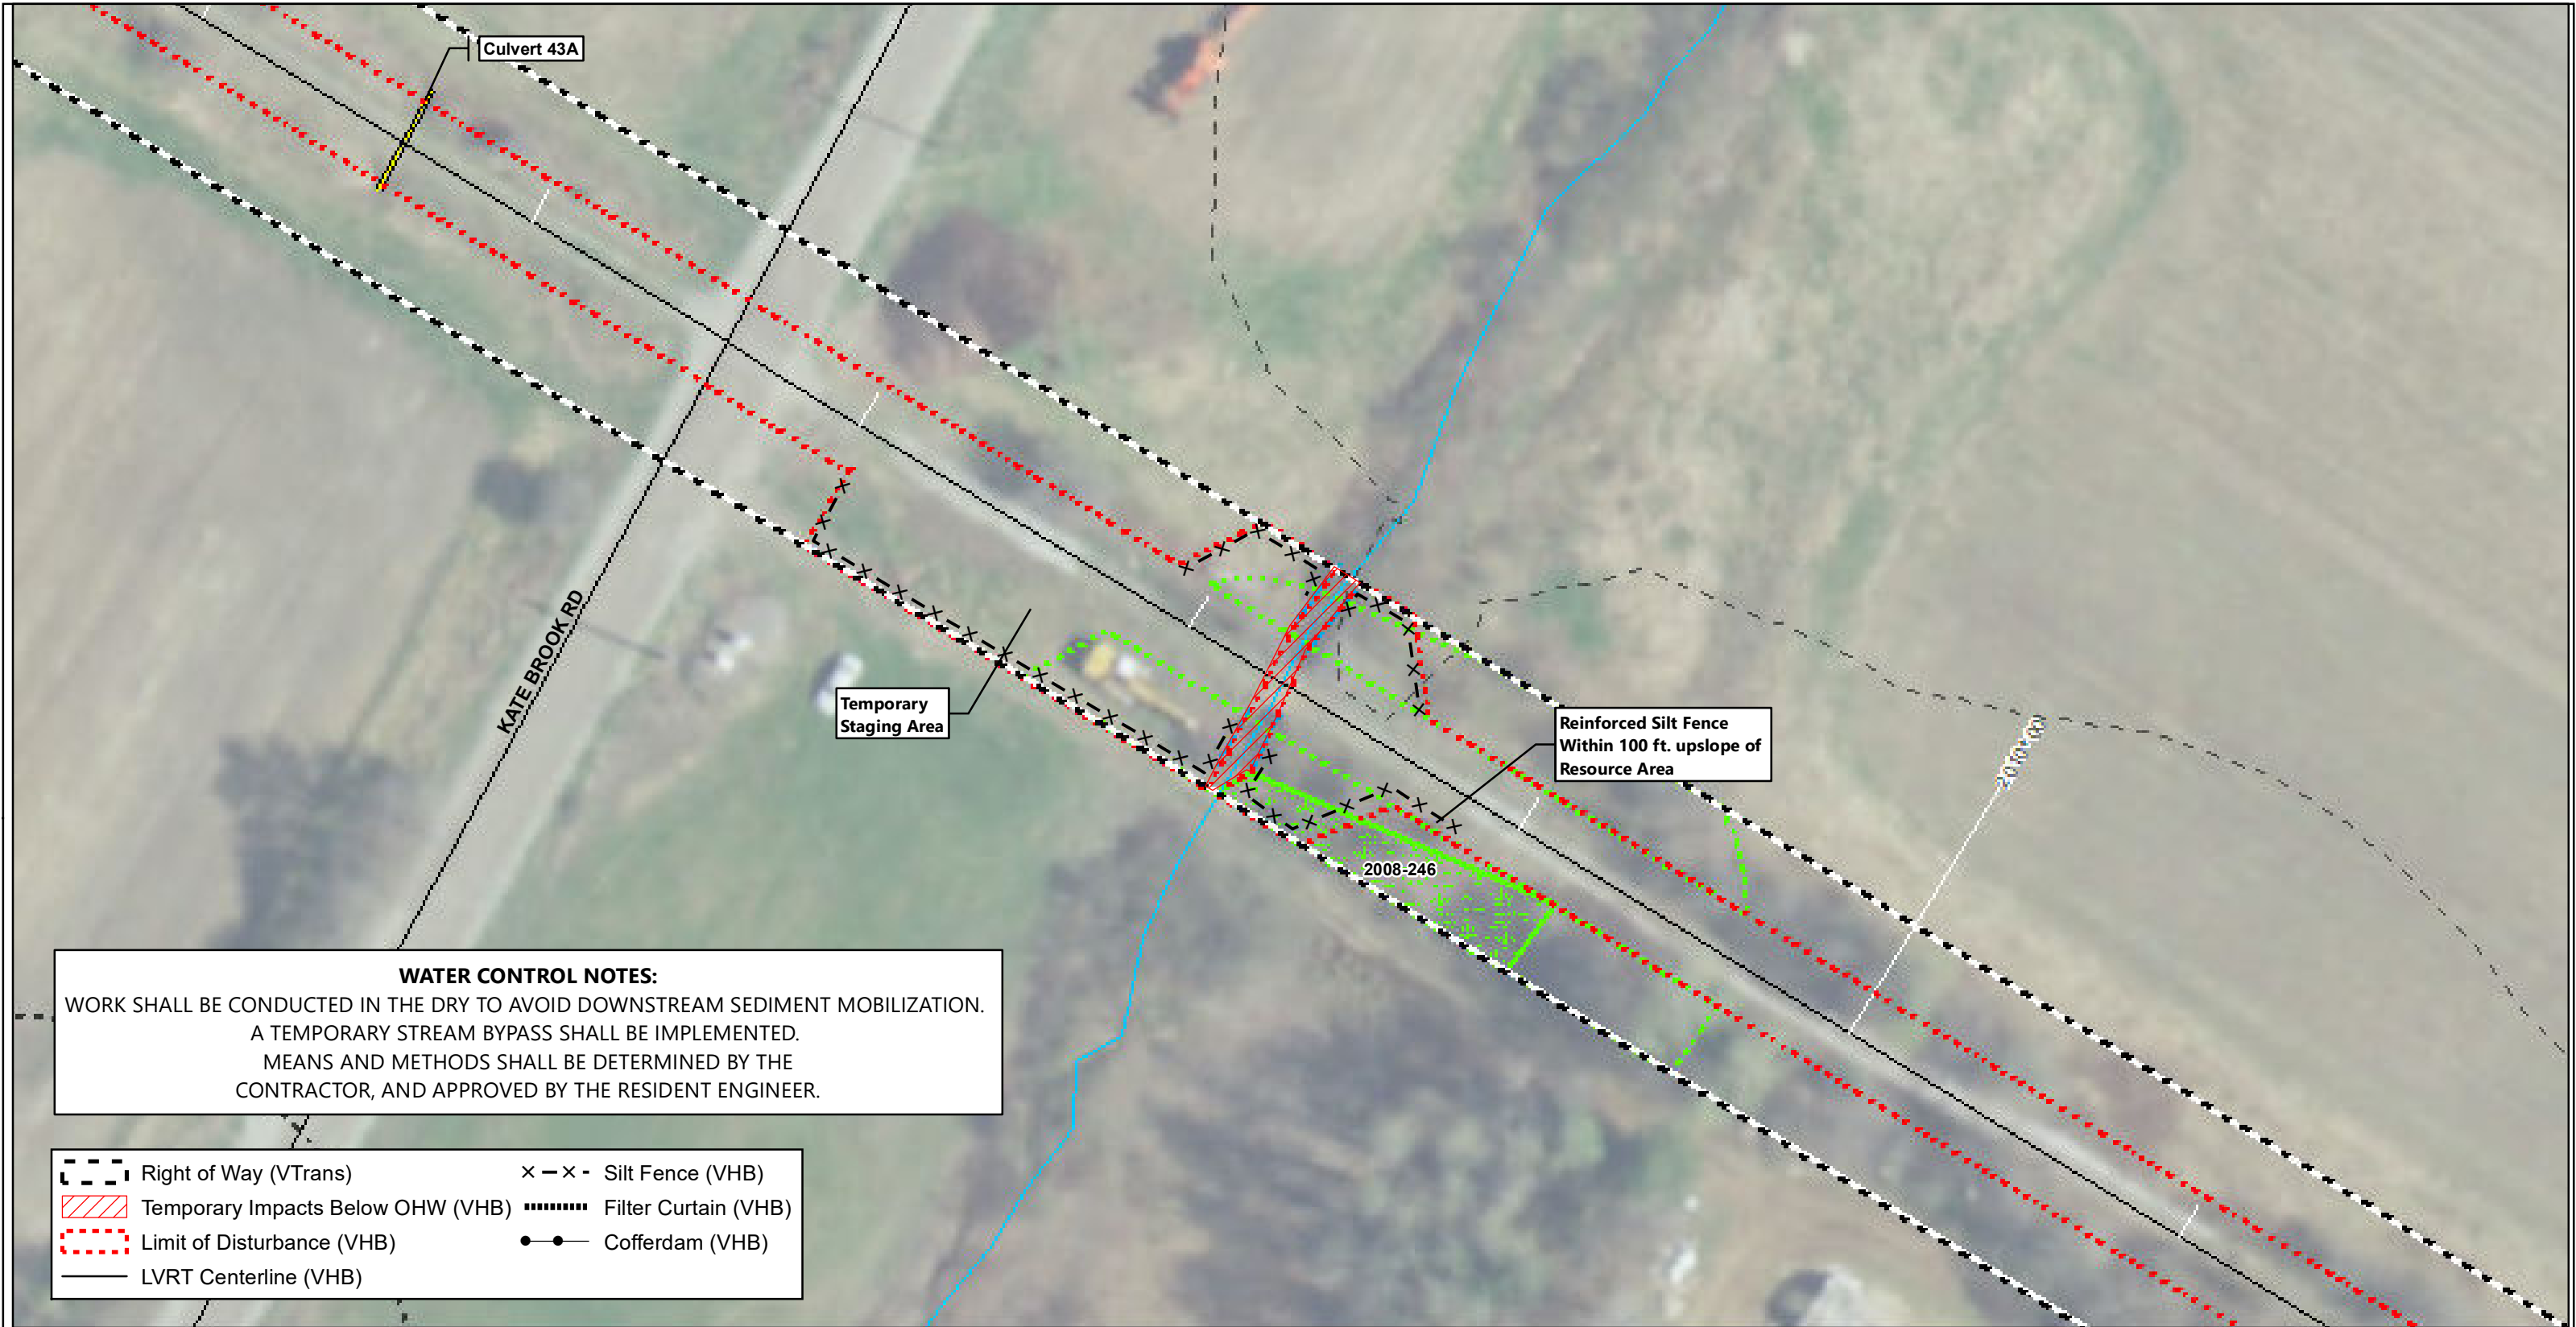 Culvert 43A
KATE BROOK RD
Temporary
Staging Area
Reinforced Silt Fence
Within 100 ft. upslope of
Resource Area
2008-246
WATER CONTROL NOTES:
WORK SHALL BE CONDUCTED IN THE DRY TO AVOID DOWNSTREAM SEDIMENT MOBILIZATION.
A TEMPORARY STREAM BYPASS SHALL BE IMPLEMENTED.
MEANS AND METHODS SHALL BE DETERMINED BY THE
CONTRACTOR, AND APPROVED BY THE RESIDENT ENGINEER.
Right of Way (VTrans)
Temporary Impacts Below OHW (VHB)
Limit of Disturbance (VHB)
LVRT Centerline (VHB)
Silt Fence (VHB)
Filter Curtain (VHB)
Cofferdam (VHB)